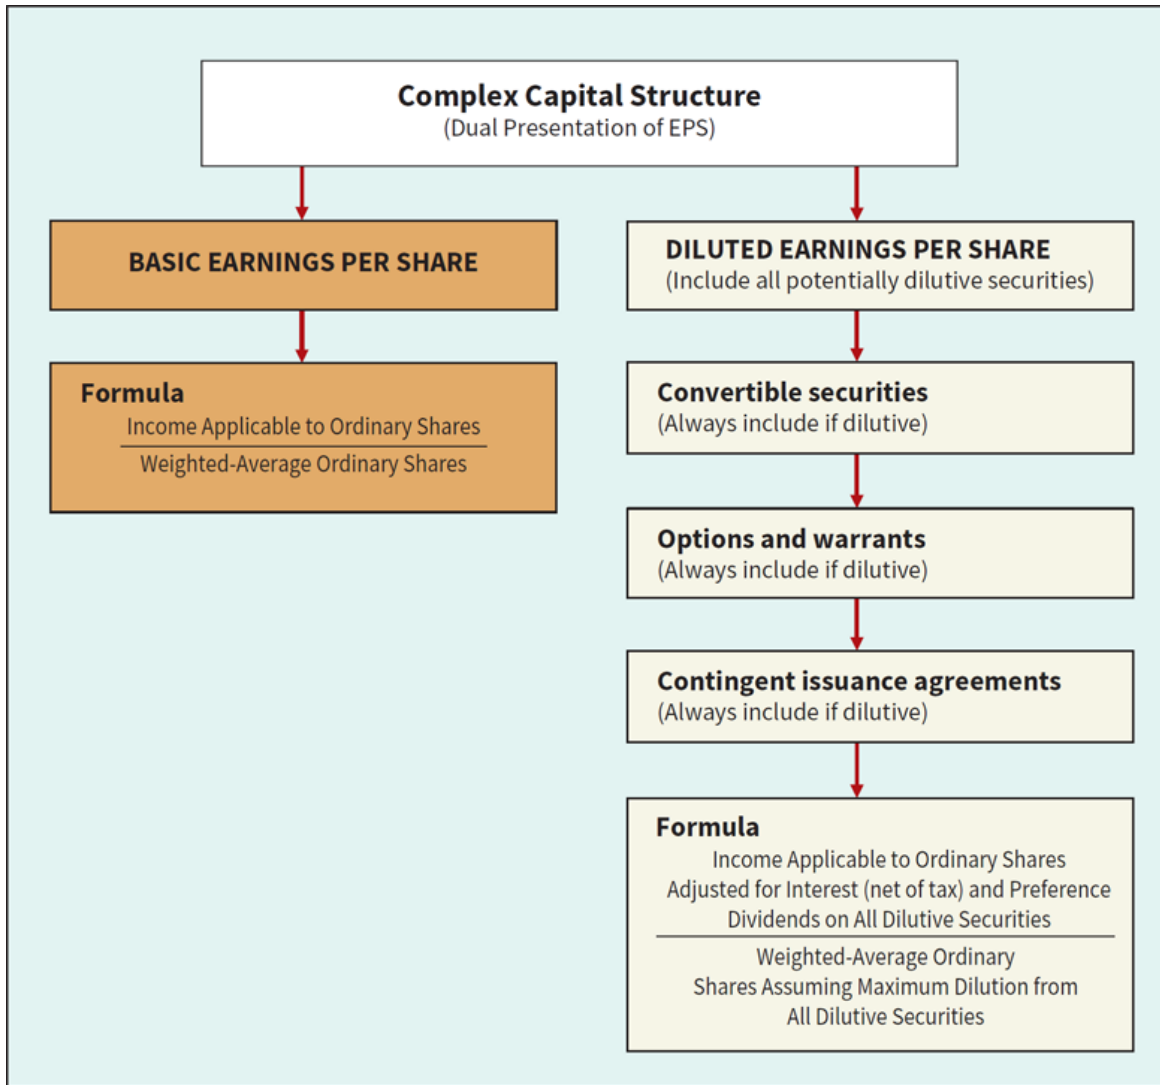 Complex Capital Structure
(Dual Presentation of EPS)
BASIC EARNINGS PER SHARE
Formula
Income Applicable to Ordinary Shares
Weighted-Average Ordinary Shares
DILUTED EARNINGS PER SHARE
(Include all potentially dilutive securities)
Convertible securities
(Always include if dilutive)
Options and warrants
(Always include if dilutive)
Contingent issuance agreements
(Always include if dilutive)
Formula
Income Applicable to Ordinary Shares
Adjusted for Interest (net of tax) and Preference
Dividends on All Dilutive Securities
Weighted-Average Ordinary
Shares Assuming Maximum Dilution from
All Dilutive Securities